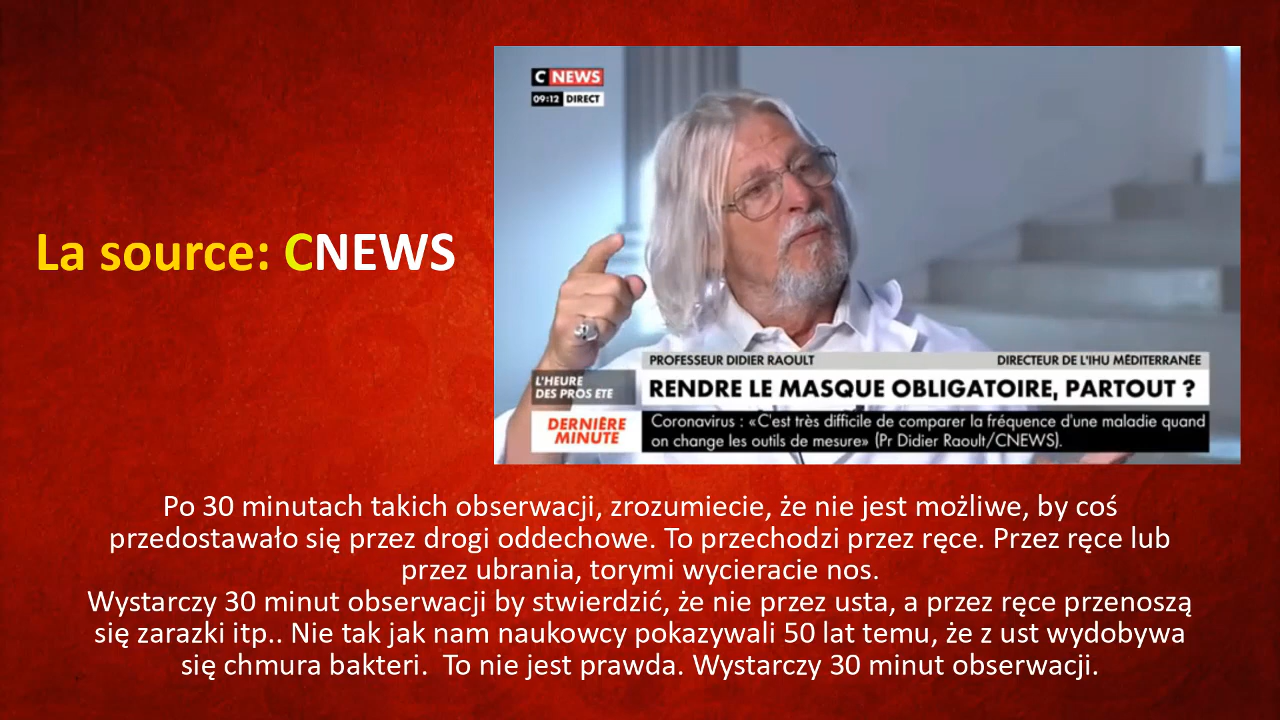 La source: CNEWS
C NEWS
09:12 DIRECT
PROFESSEUR DIDIER RAOULT
DIRECTEUR DE L'IHU MÉDITERRANÉE
L'HEURE
DES PROS ETE
RENDRE LE MASQUE OBLIGATOIRE, PARTOUT ?
DERNIÈRE
MINUTE
Coronavirus : «C'est très difficile de comparer la fréquence d'une maladie quand
on change les outils de mesure» (Pr Didier Raoult/CNEWS).
Po 30 minutach takich obserwacji, zrozumiecie, że nie jest możliwe, by coś
przedostawało się przez drogi oddechowe. To przechodzi przez ręce. Przez ręce lub
przez ubrania, torymi wycieracie nos.
Wystarczy 30 minut obserwacji by stwierdzić, że nie przez usta, a przez ręce przenoszą
się zarazki itp.. Nie tak jak nam naukowcy pokazywali 50 lat temu, że z ust wydobywa
się chmura bakteri.  To nie jest prawda. Wystarczy 30 minut obserwacji.